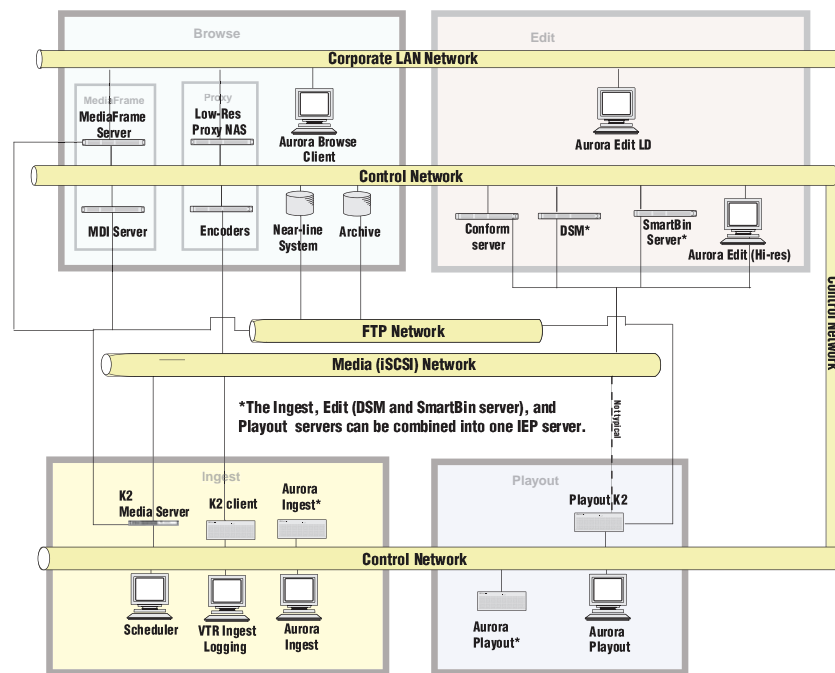 Browse
Edit
Corporate LAN Network
MediaFrame
MediaFrame
Server
Proxy
Low-Res
Proxy NAS
Aurora Browse
Client
Aurora Edit LD
Control Network
MDI Server
Encoders
Near-line
System
Archive
Conform
server
DSM*
SmartBin
Server*
Aurora Edit (Hi-res)
Control Network
FTP Network
Media (iSCSI) Network
*The Ingest, Edit (DSM and SmartBin server), and
Playout servers can be combined into one IEP server.
Not typical
Ingest
Playout
K2
Media Server
K2 client
Aurora
Ingest*
Playout K2
Control Network
Scheduler
VTR Ingest
Logging
Aurora
Ingest
Aurora
Playout*
Aurora
Playout